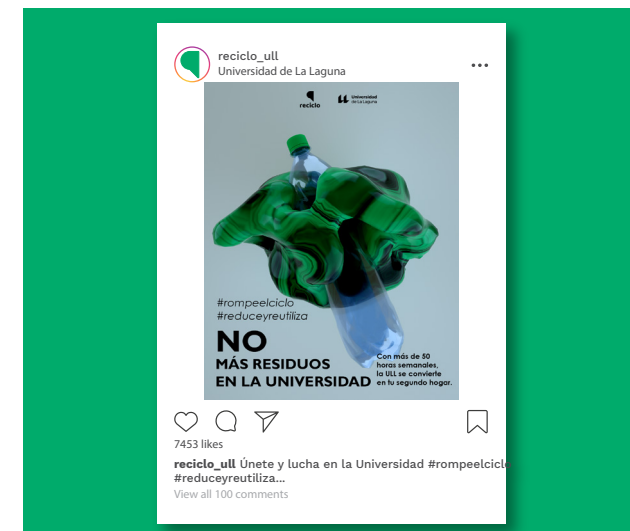 reciclo_ull
Universidad de La Laguna
reciclo
Universidad
de La Laguna
#rompeelciclo
#reduceyreutiliza
NO
MÁS RESIDUOS
EN LA UNIVERSIDAD
Con más de 50
horas semanales,
la ULL se convierte
en tu segundo hogar.
7453 likes
reciclo_ull Únete y lucha en la Universidad #rompeelciclo
#reduceyreutiliza...
View all 100 comments